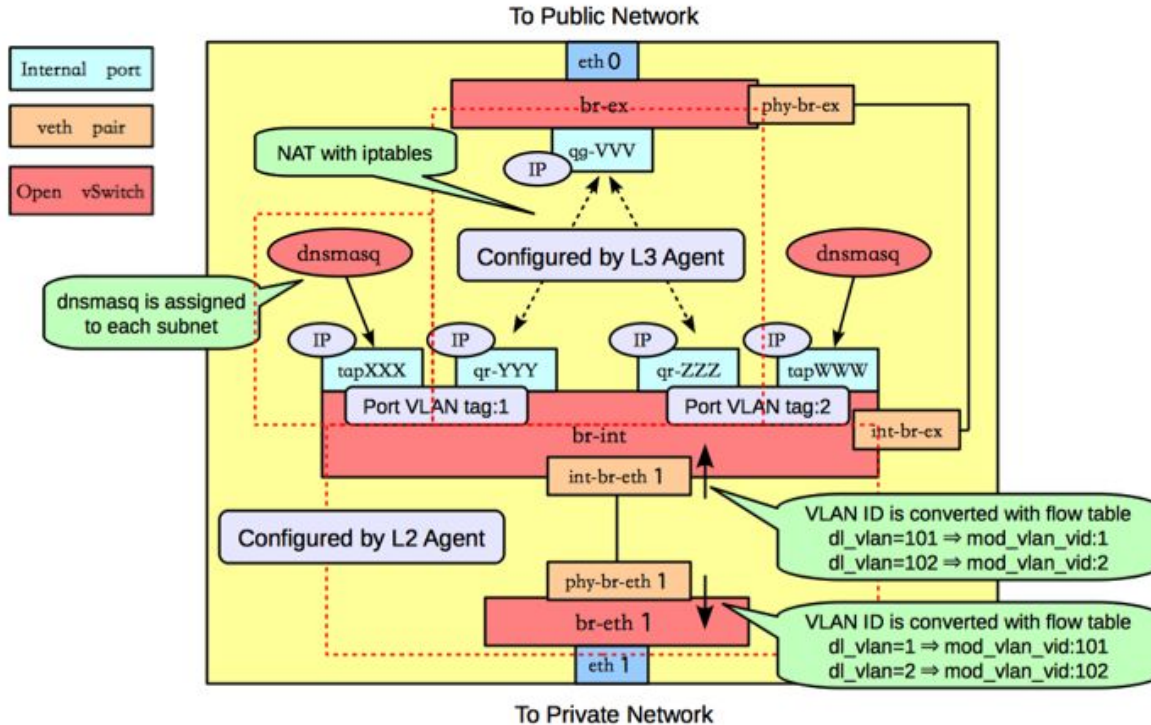 To Public Network
Internal port
veth pair
Open vSwitch
eth 0
br-ex
phy-br-ex
qg-VVV
IP
NAT with iptables
dnsmasq
Configured by L3 Agent
dnsmasq
dnsmasq is assigned
to each subnet
IP
IP
IP
IP
tapXXX
qr-YYY
qr-ZZZ
tapWWW
Port VLAN tag:1
Port VLAN tag:2
br-int
int-br-ex
int-br-eth 1
Configured by L2 Agent
VLAN ID is converted with flow table
dl_vlan=101 ⇒ mod_vlan_vid:1
dl_vlan=102 ⇒ mod_vlan_vid:2
phy-br-eth 1
br-eth 1
VLAN ID is converted with flow table
dl_vlan=1 ⇒ mod_vlan_vid:101
dl_vlan=2 ⇒ mod_vlan_vid:102
eth 1
To Private Network